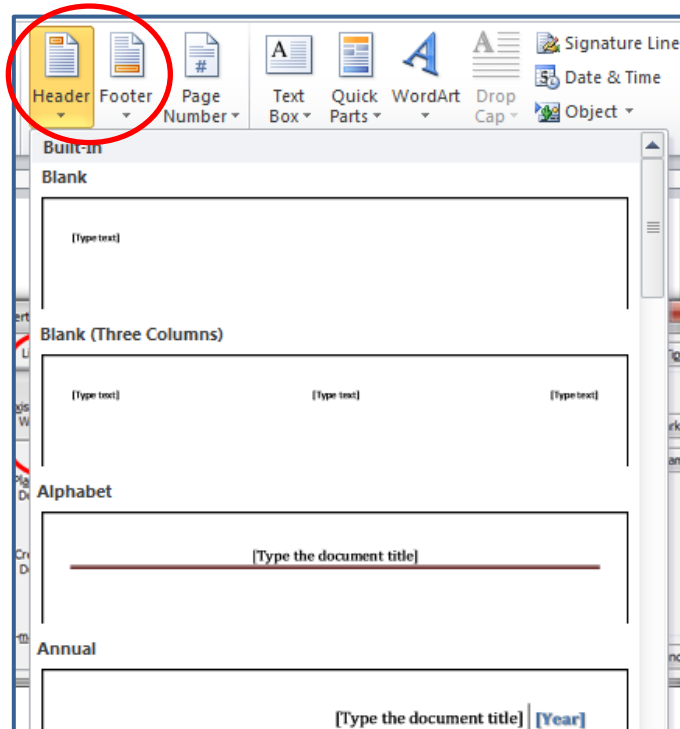 Signature Line
Date & Time
Object
Header Footer Page Number Text Box Quick Parts WordArt Drop Cap
#
A
Built-In
Blank
[Type text]
Blank (Three Columns)
[Type text] [Type text] [Type text]
Alphabet
[Type the document title]
Annual
[Type the document title] [Year]